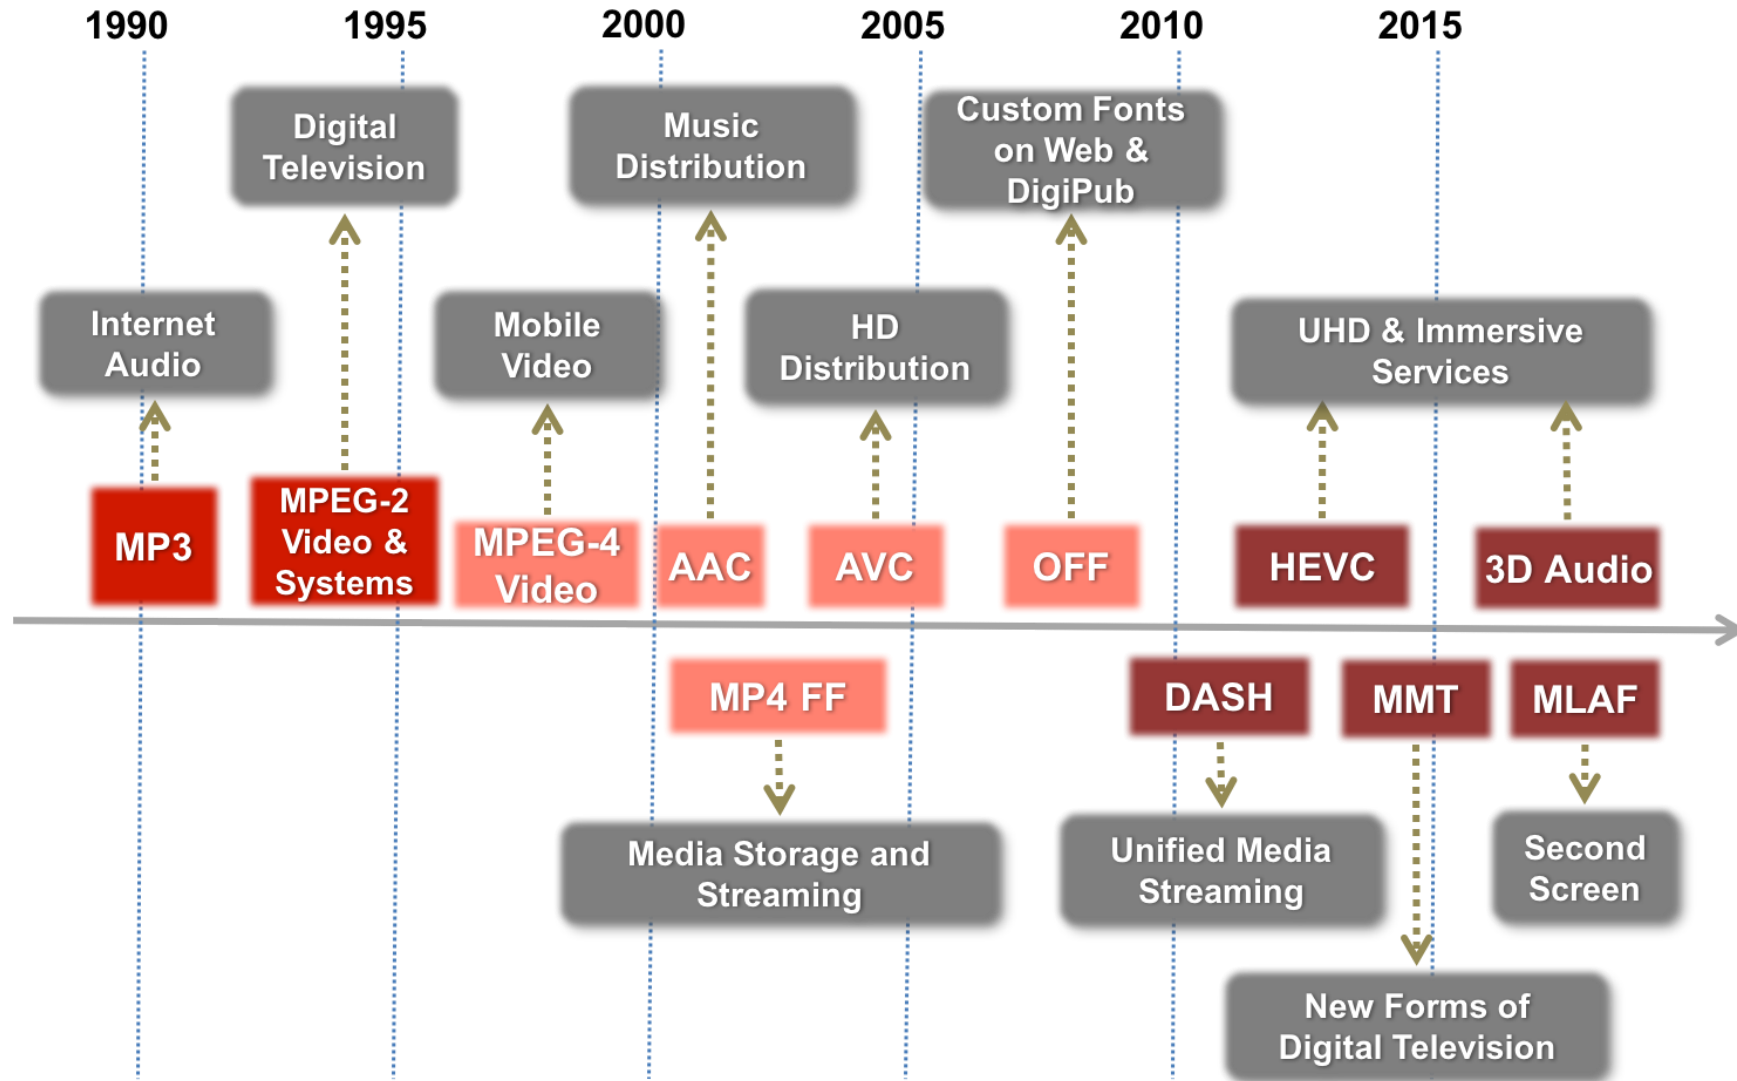 1990
1995
2000
2005
2010
2015
Digital
Television
Music
Distribution
Custom Fonts
on Web &
DigiPub
Internet
Audio
Mobile
Video
HD
Distribution
UHD & Immersive
Services
MP3
MPEG-2
Video &
Systems
MPEG-4
Video
AAC
AVC
OFF
HEVC
3D Audio
MP4 FF
DASH
MMT
MLAF
Media Storage and
Streaming
Unified Media
Streaming
Second
Screen
New Forms of
Digital Television